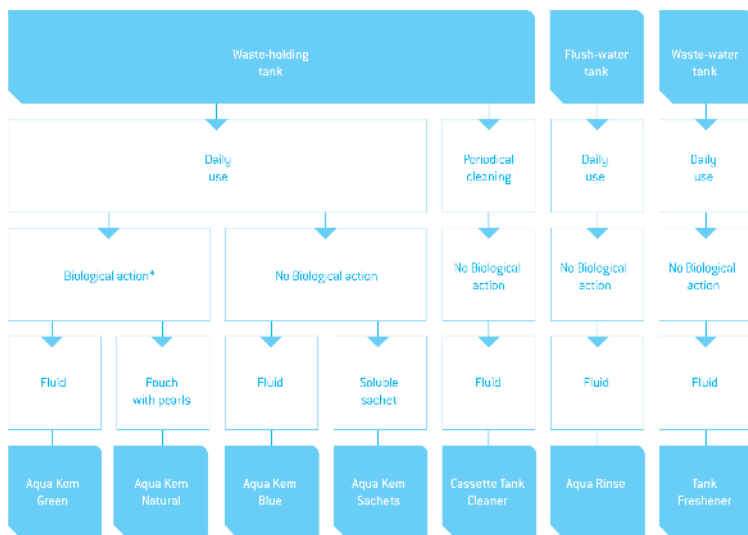 Waste-holding
tank
Flush-water
tank
Waste-water
tank
Daily
use
Periodical
cleaning
Daily
use
Daily
use
Biological action*
No Biological action
No Biological
action
No Biological
action
No Biological
action
Fluid
Pouch
with pearls
Fluid
Soluble
sachet
Fluid
Fluid
Fluid
Aqua Kem
Green
Aqua Kem
Natural
Aqua Kem
Blue
Aqua Kem
Sachets
Cassette Tank
Cleaner
Aqua Rinse
Tank
Freshener